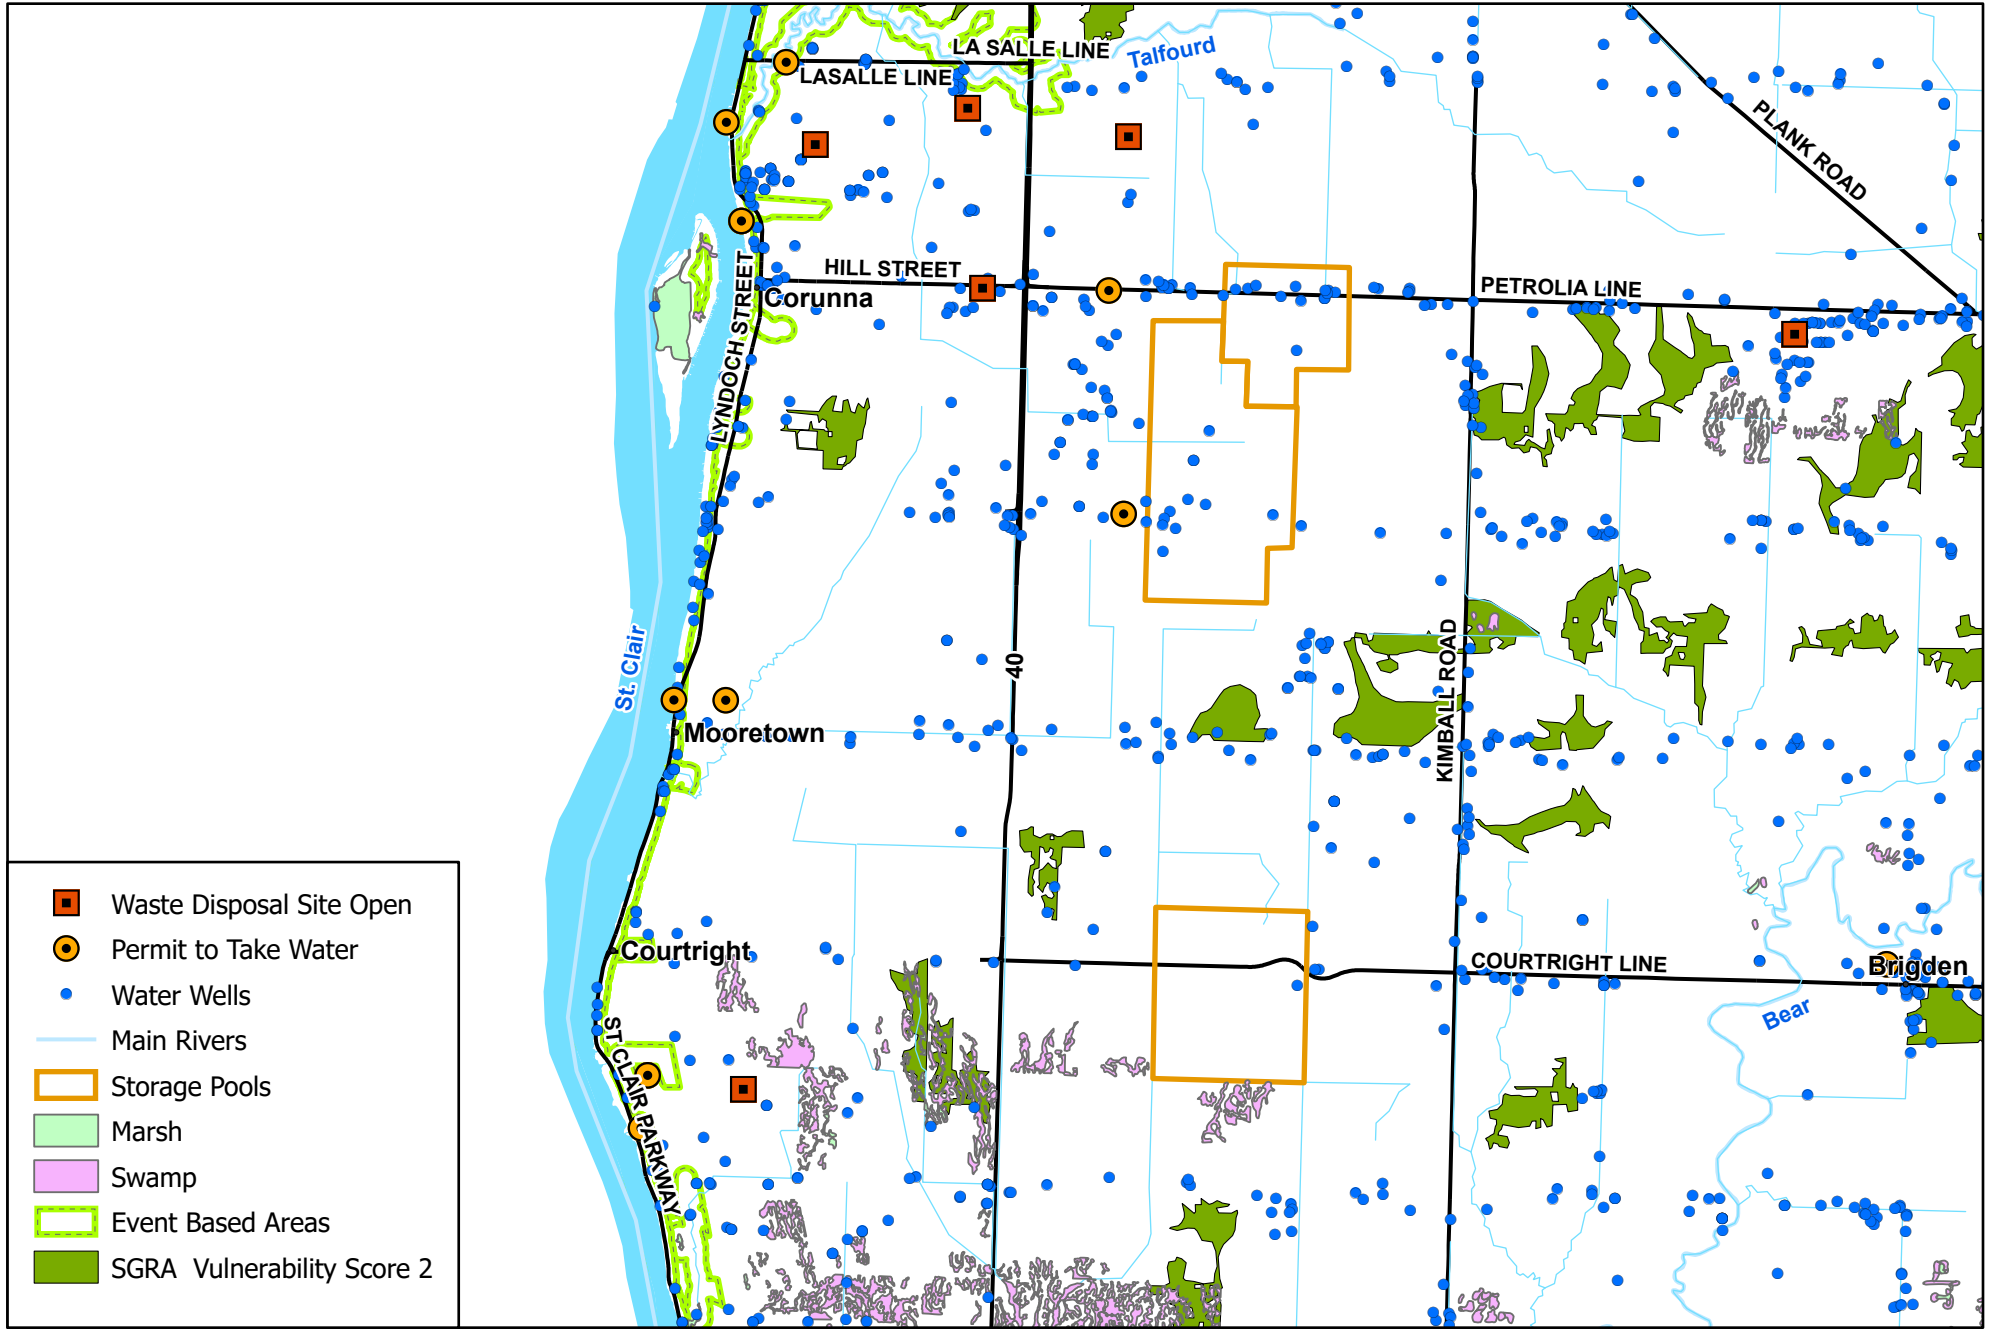 LA SALLE LINE
Talfourd
LASALLE LINE
PLANK ROAD
HILL STREET
PETROLIA LINE
Corunna
LYNDOCH STREET
St. Clair
40
KIMBALL ROAD
Mooretown
Courtright
COURTRIGHT LINE
Brigden
Bear
ST CLAIR PARKWAY
Waste Disposal Site Open
Permit to Take Water
Water Wells
Main Rivers
Storage Pools
Marsh
Swamp
Event Based Areas
SGRA Vulnerability Score 2